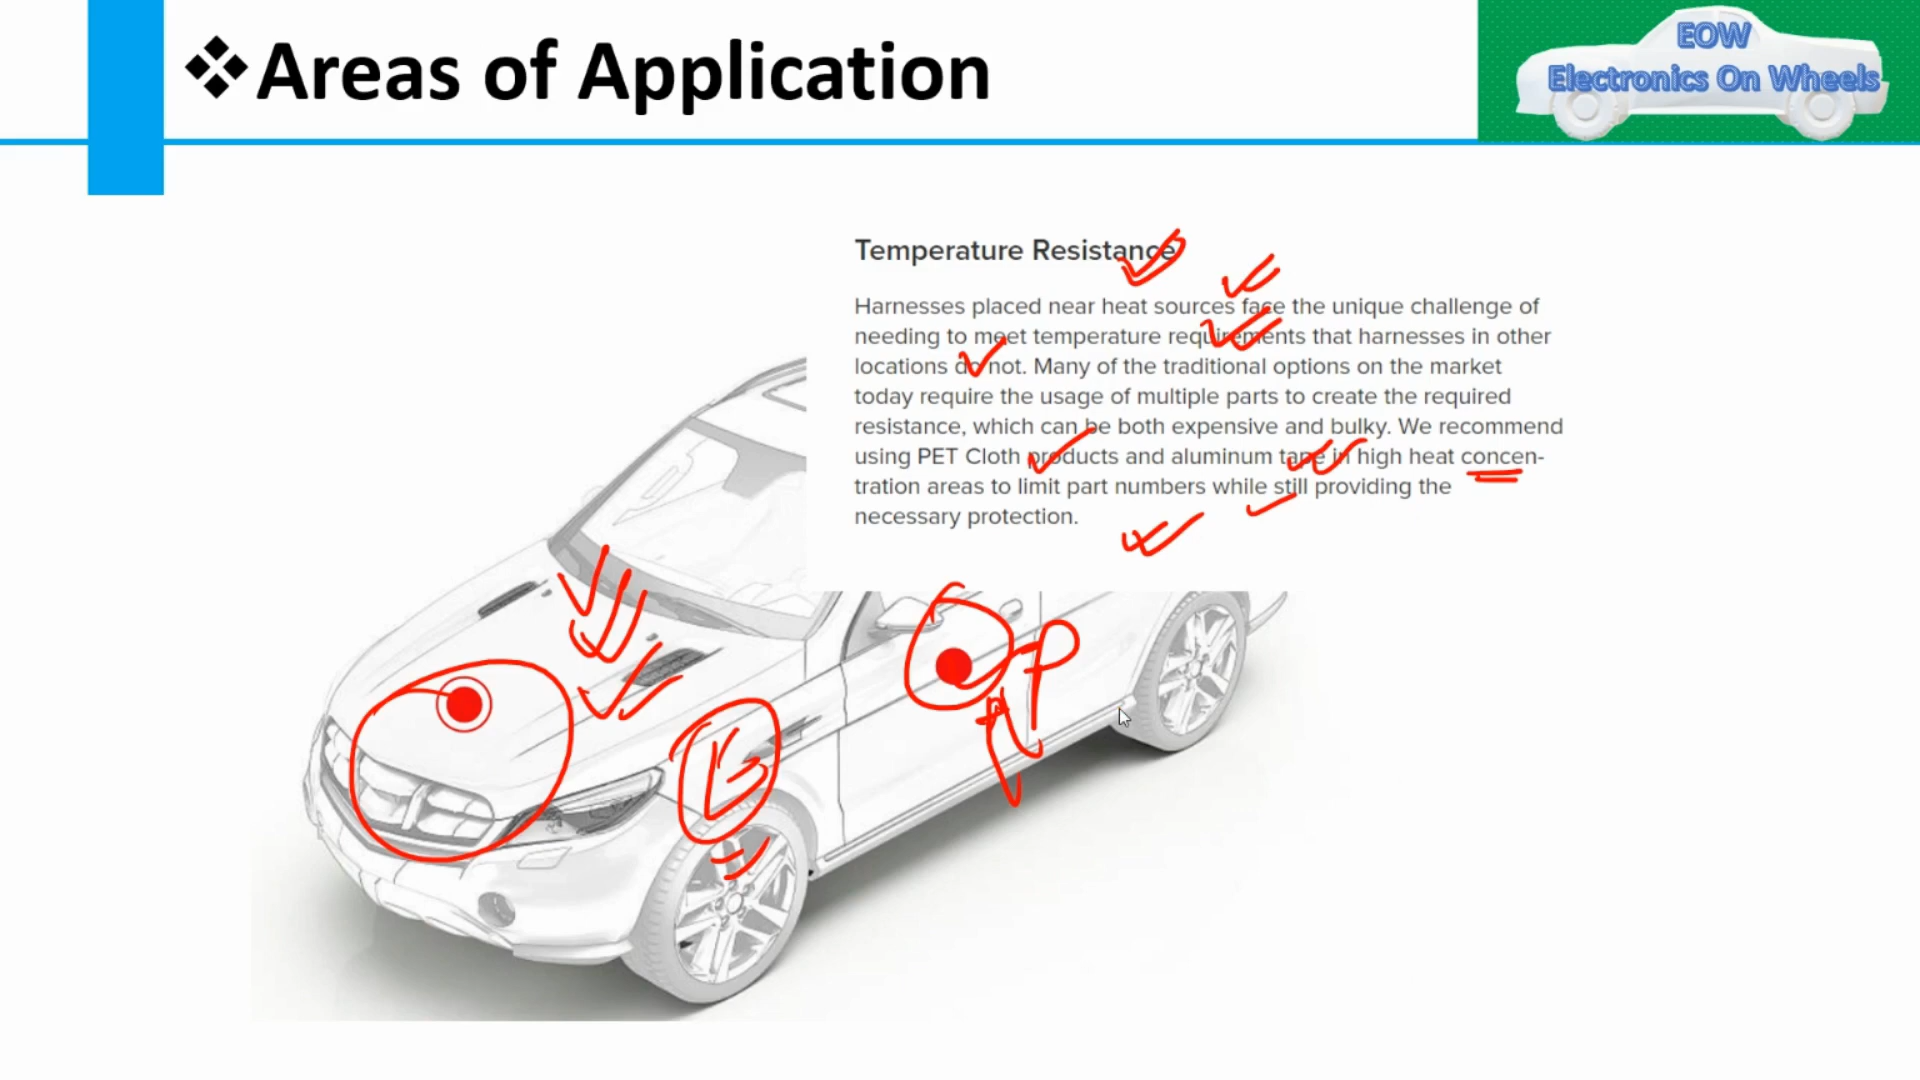 Areas of Application
EOW
Electronics On Wheels
Temperature Resistance
Harnesses placed near heat sources face the unique challenge of
needing to meet temperature requirements that harnesses in other
locations do not. Many of the traditional options on the market
today require the usage of multiple parts to create the required
resistance, which can be both expensive and bulky. We recommend
using PET Cloth products and aluminum tape in high heat concen-
tration areas to limit part numbers while still providing the
necessary protection.